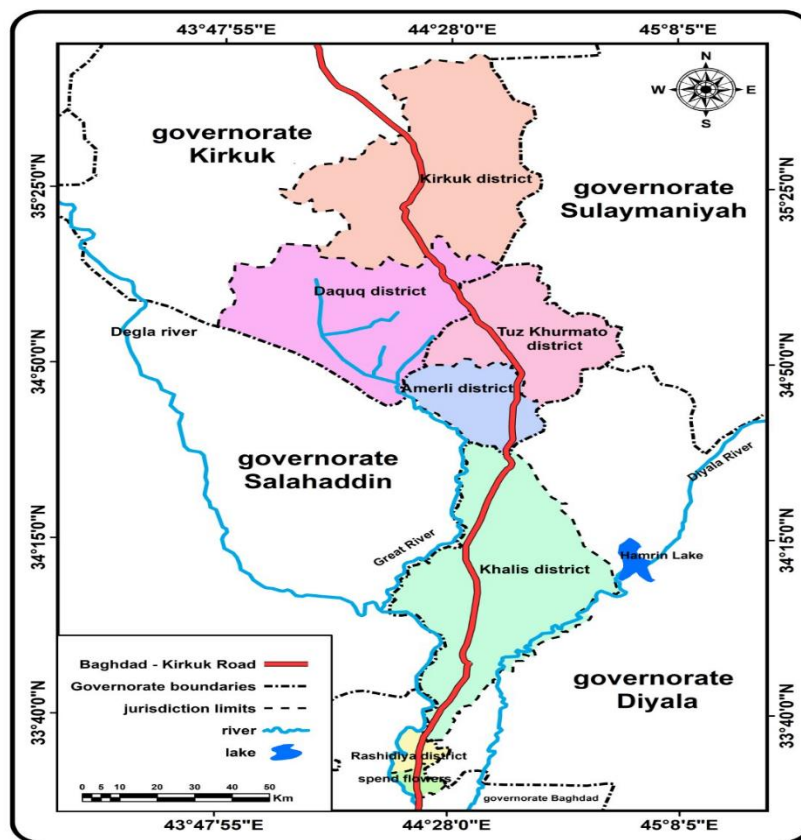 43°47'55"E 44°28'0"E 45°8'5"E
N
W E
S
governorate
Kirkuk
Kirkuk district
35°25'0"N
35°25'0"N
governorate
Sulaymaniyah
Daquq district
Degla river
Tuz Khurmato
district
34°50'0"N
34°50'0"N
Amerli district
governorate
Salahaddin
Diyala River
Great River
34°15'0"N
34°15'0"N
Hamrin Lake
Khalis district
governorate
Diyala
Baghdad - Kirkuk Road
Governorate boundaries
jurisdiction limits
river
lake
33°40'0"N
33°40'0"N
Rashidiya district
spend flowers
governorate Baghdad
0 5 10 20 30 40 50
Km
43°47'55"E 44°28'0"E 45°8'5"E